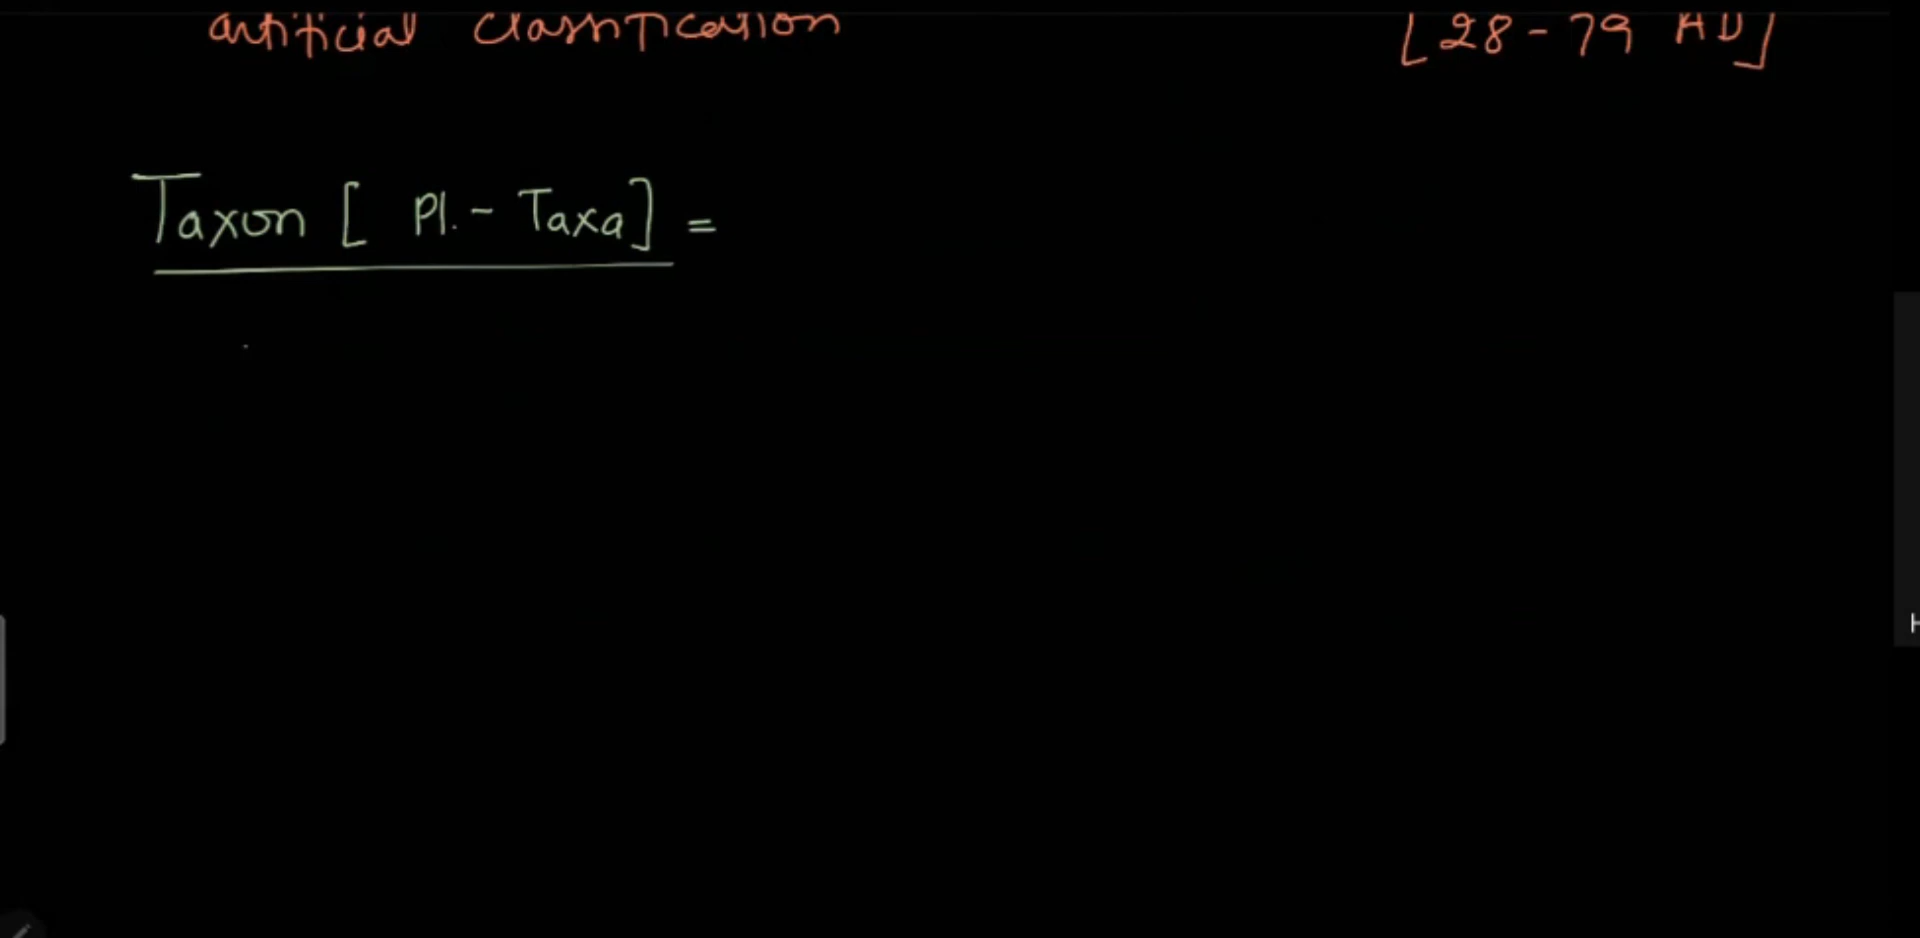 artificial classification [28-79 AD]
Taxon [ Pl.- Taxa] =
H